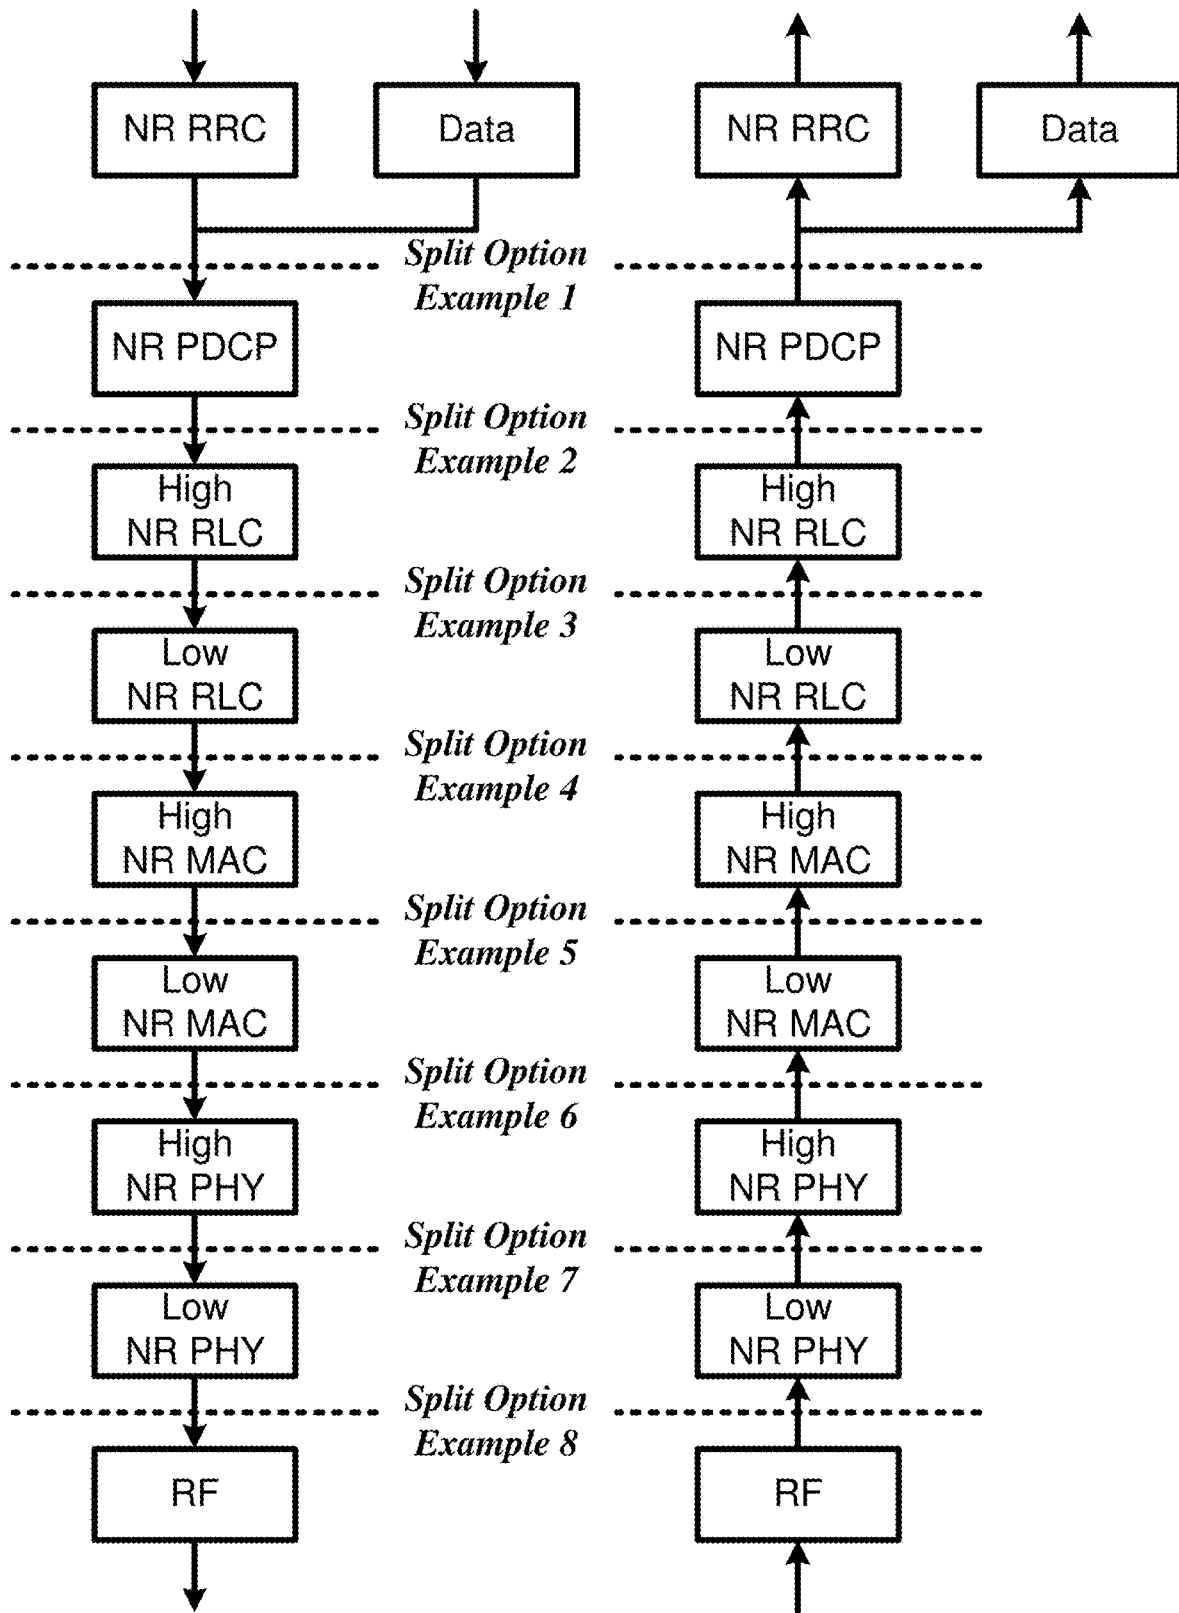 NR RRC
Data
NR RRC
Data
Split Option
Example 1
NR PDCP
NR PDCP
Split Option
Example 2
High
NR RLC
High
NR RLC
Split Option
Example 3
Low
NR RLC
Low
NR RLC
Split Option
Example 4
High
NR MAC
High
NR MAC
Split Option
Example 5
Low
NR MAC
Low
NR MAC
Split Option
Example 6
High
NR PHY
High
NR PHY
Split Option
Example 7
Low
NR PHY
Low
NR PHY
Split Option
Example 8
RF
RF